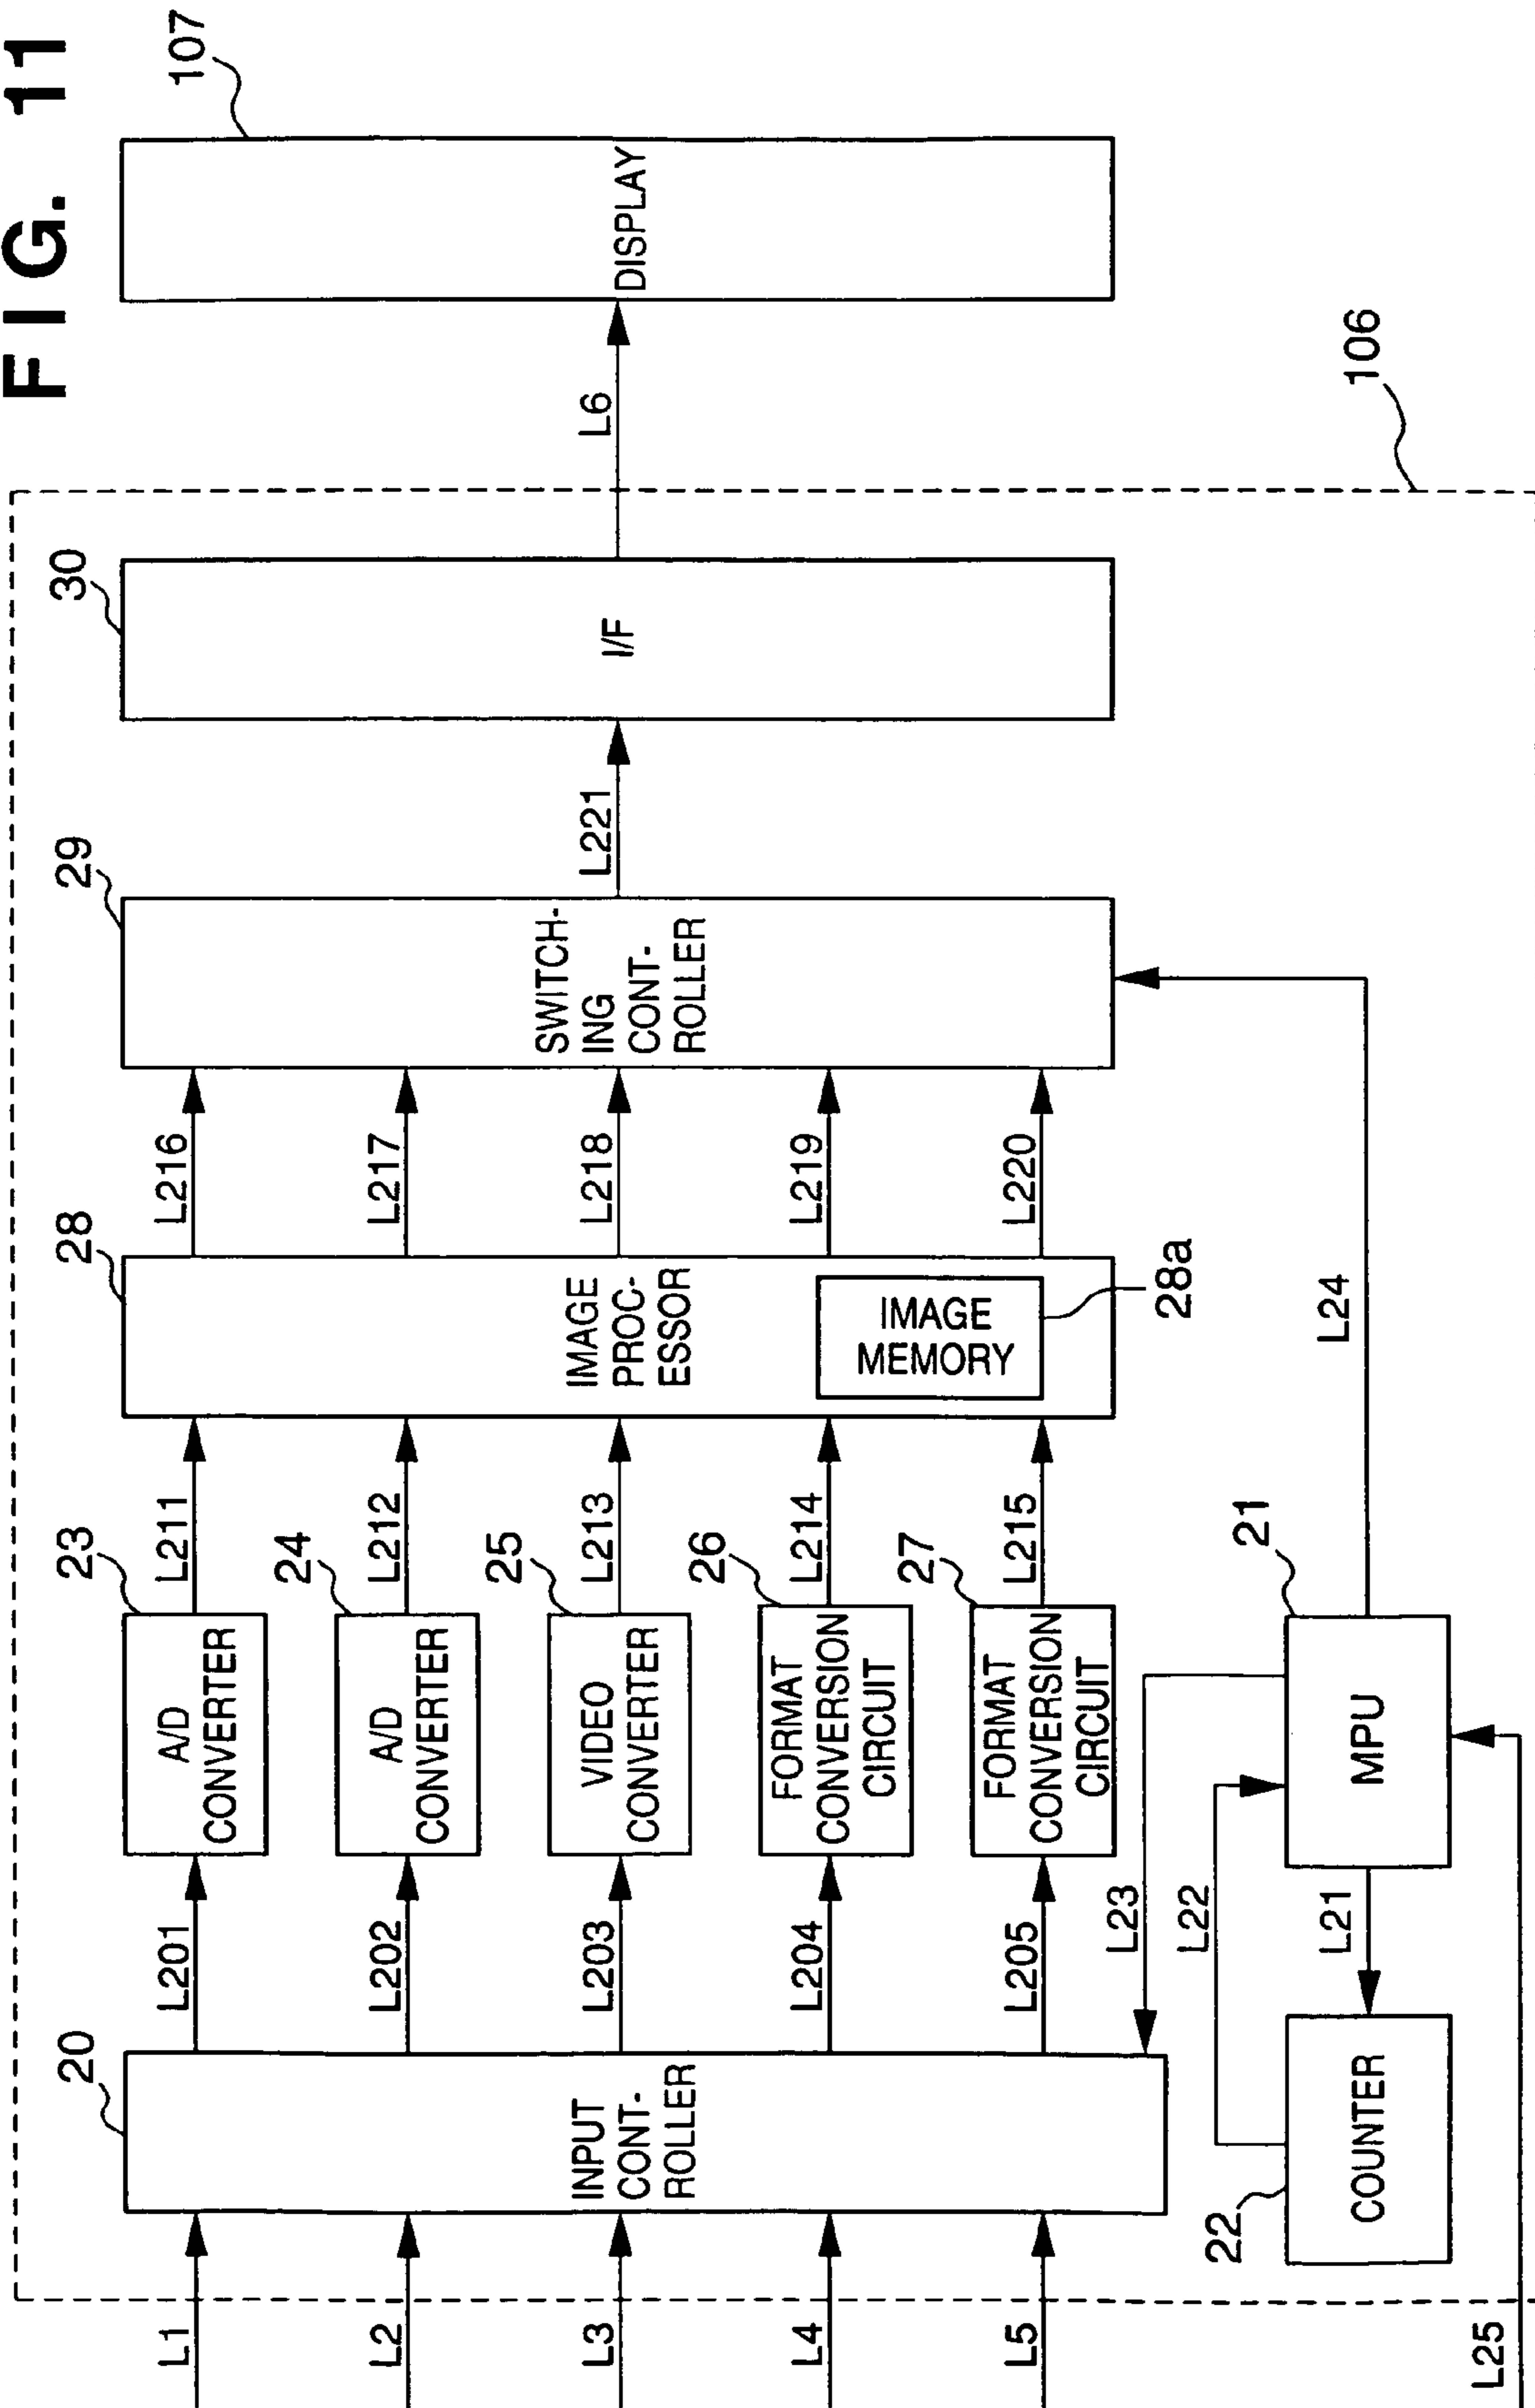 FIG. 11
L1
L2
L3
L4
L5
L25
20
INPUT
CONT-
ROLLER
L201
L202
L203
L204
L205
23
A/D
CONVERTER
24
A/D
CONVERTER
25
VIDEO
CONVERTER
26
FORMAT
CONVERSION
CIRCUIT
27
FORMAT
CONVERSION
CIRCUIT
L211
L212
L213
L214
L215
28
IMAGE
PROC-
ESSOR
IMAGE
MEMORY
28a
L216
L217
L218
L219
L220
29
SWITCH-
ING
CONT-
ROLLER
L221
30
I/F
L6
107
DISPLAY
106
L23
L22
L21
22
COUNTER
21
MPU
L24